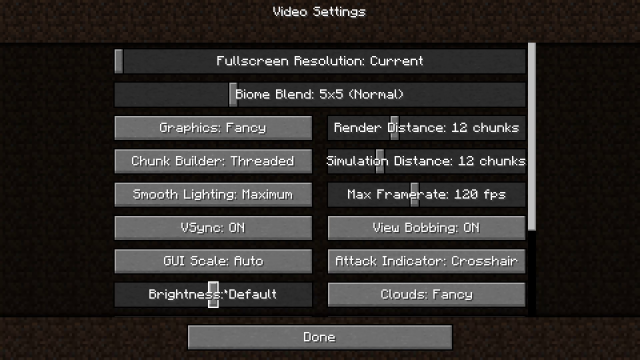 Video Settings
Fullscreen Resolution: Current
Biome Blend: 5x5 (Normal)
Graphics: Fancy
Render Distance: 12 chunks
Chunk Builder: Threaded
Simulation Distance: 12 chunks
Smooth Lighting: Maximum
Max Framerate: 120 fps
VSync: ON
View Bobbing: ON
GUI Scale: Auto
Attack Indicator: Crosshair
Brightness: Default
Clouds: Fancy
Done